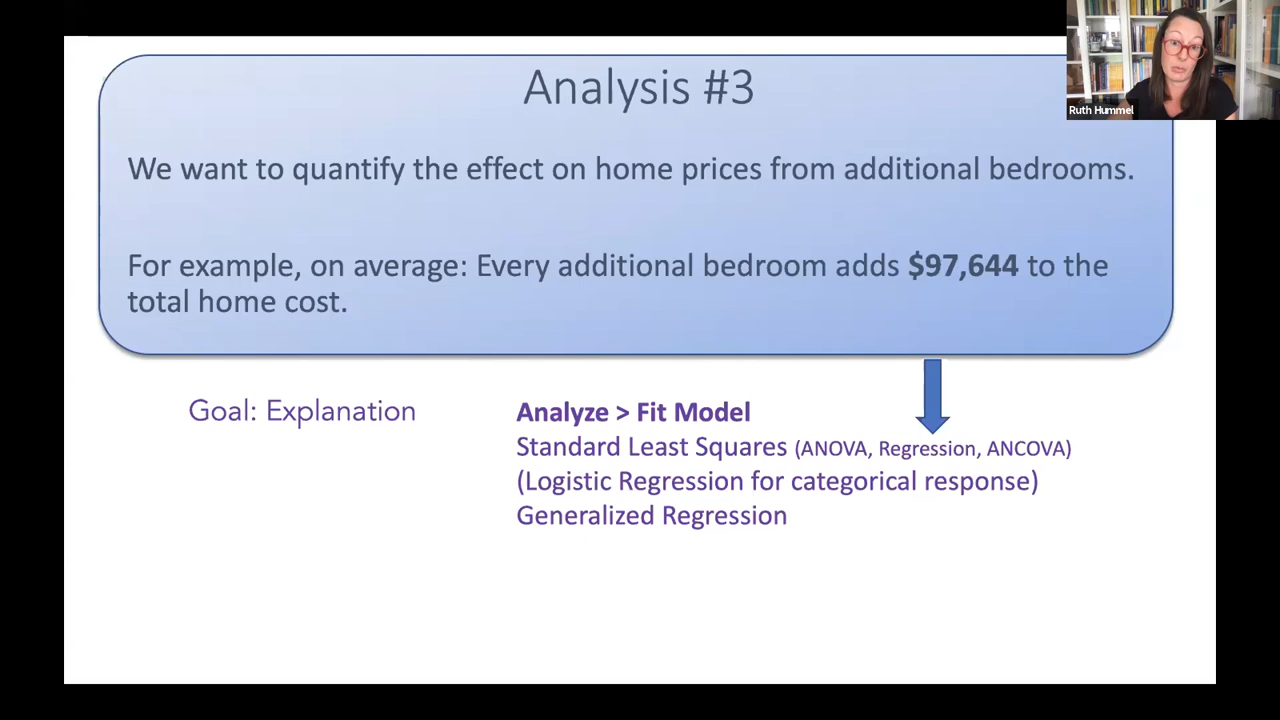 Analysis #3
Ruth Hummel
We want to quantify the effect on home prices from additional bedrooms.
For example, on average: Every additional bedroom adds $97,644 to the
total home cost.
Goal: Explanation
Analyze > Fit Model
Standard Least Squares (ANOVA, Regression, ANCOVA)
(Logistic Regression for categorical response)
Generalized Regression